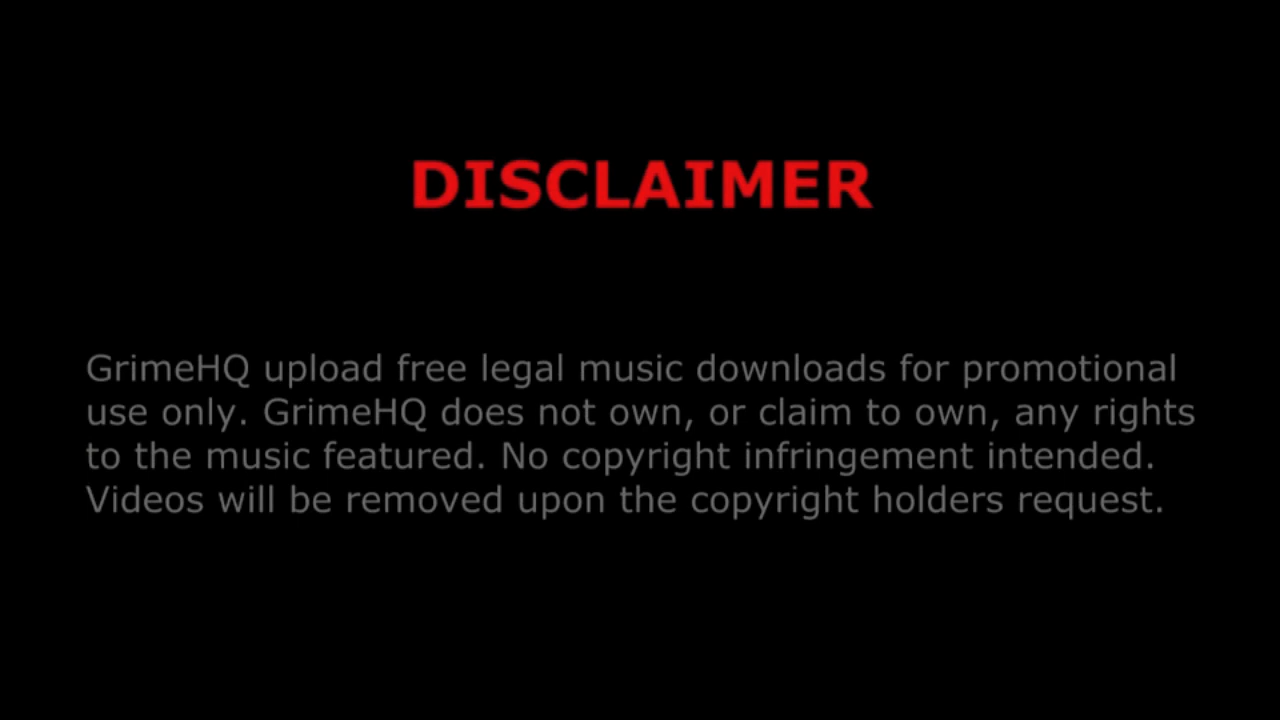 DISCLAIMER
GrimeHQ upload free legal music downloads for promotional
use only. GrimeHQ does not own, or claim to own, any rights
to the music featured. No copyright infringement intended.
Videos will be removed upon the copyright holders request.